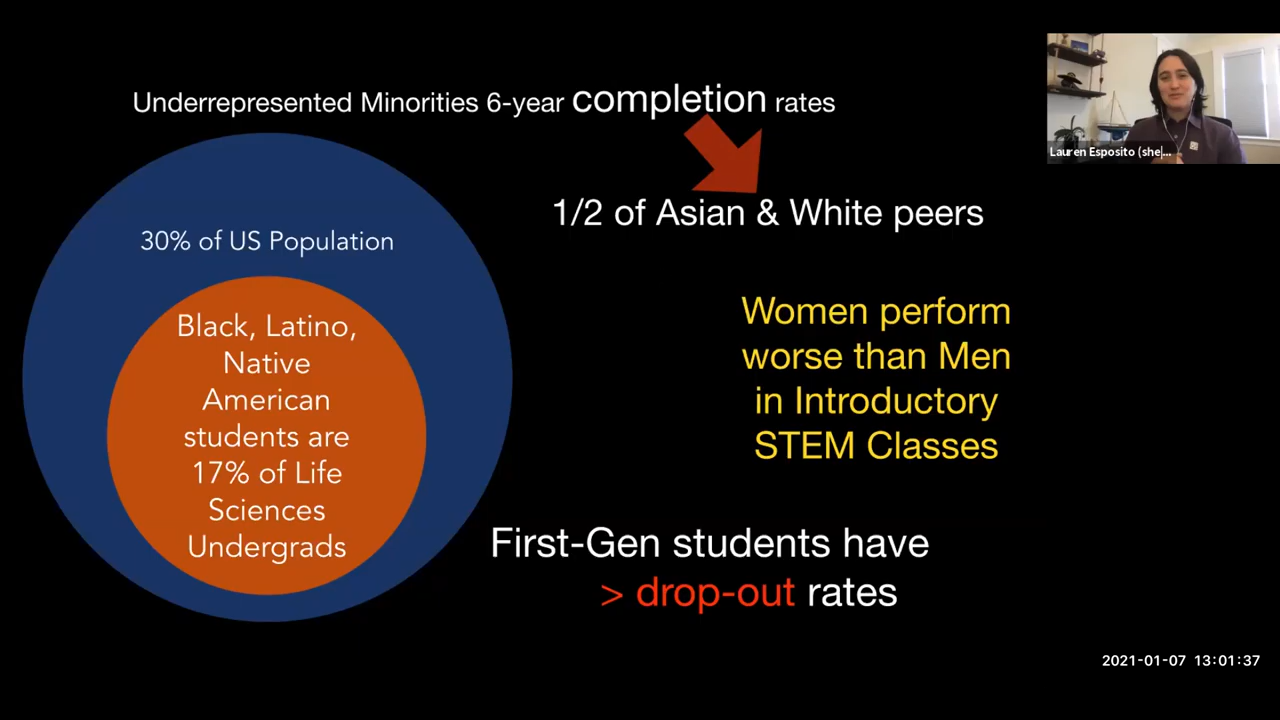 Underrepresented Minorities 6-year completion rates
1/2 of Asian & White peers
30% of US Population
Black, Latino,
Native
American
students are
17% of Life
Sciences
Undergrads
Women perform
worse than Men
in Introductory
STEM Classes
First-Gen students have
> drop-out rates
Lauren Esposito (she|...
2021-01-07 13:01:37